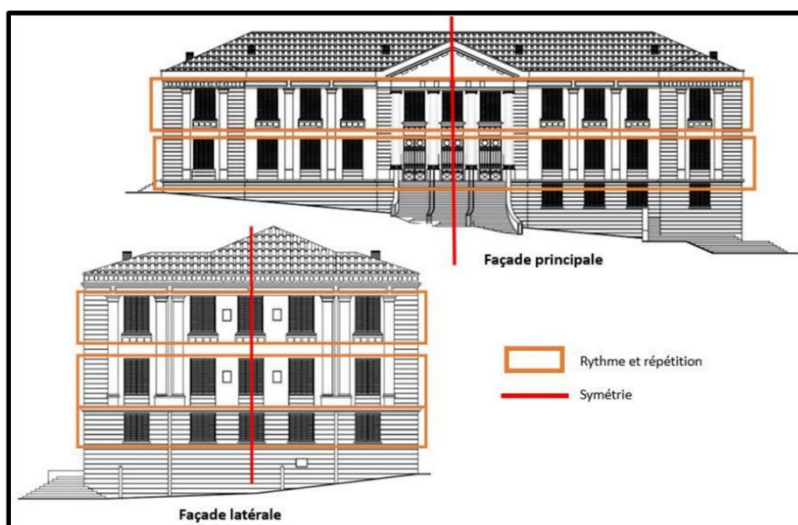 Façade principale
Rythme et répétition
Symétrie
Façade latérale